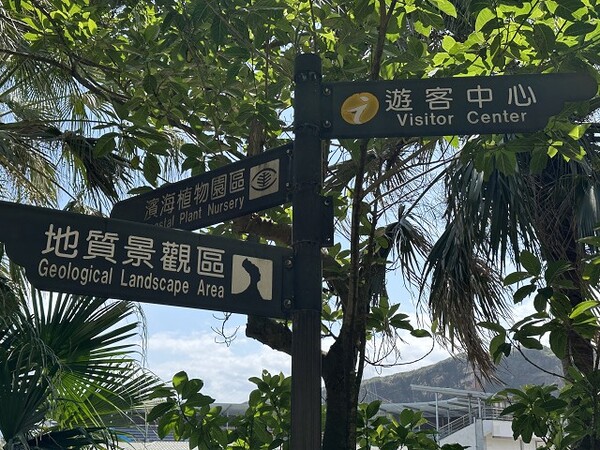 遊客中心
Visitor Center
濱海植物園區
Plant Nursery
地質景觀區
Geological Landscape Area